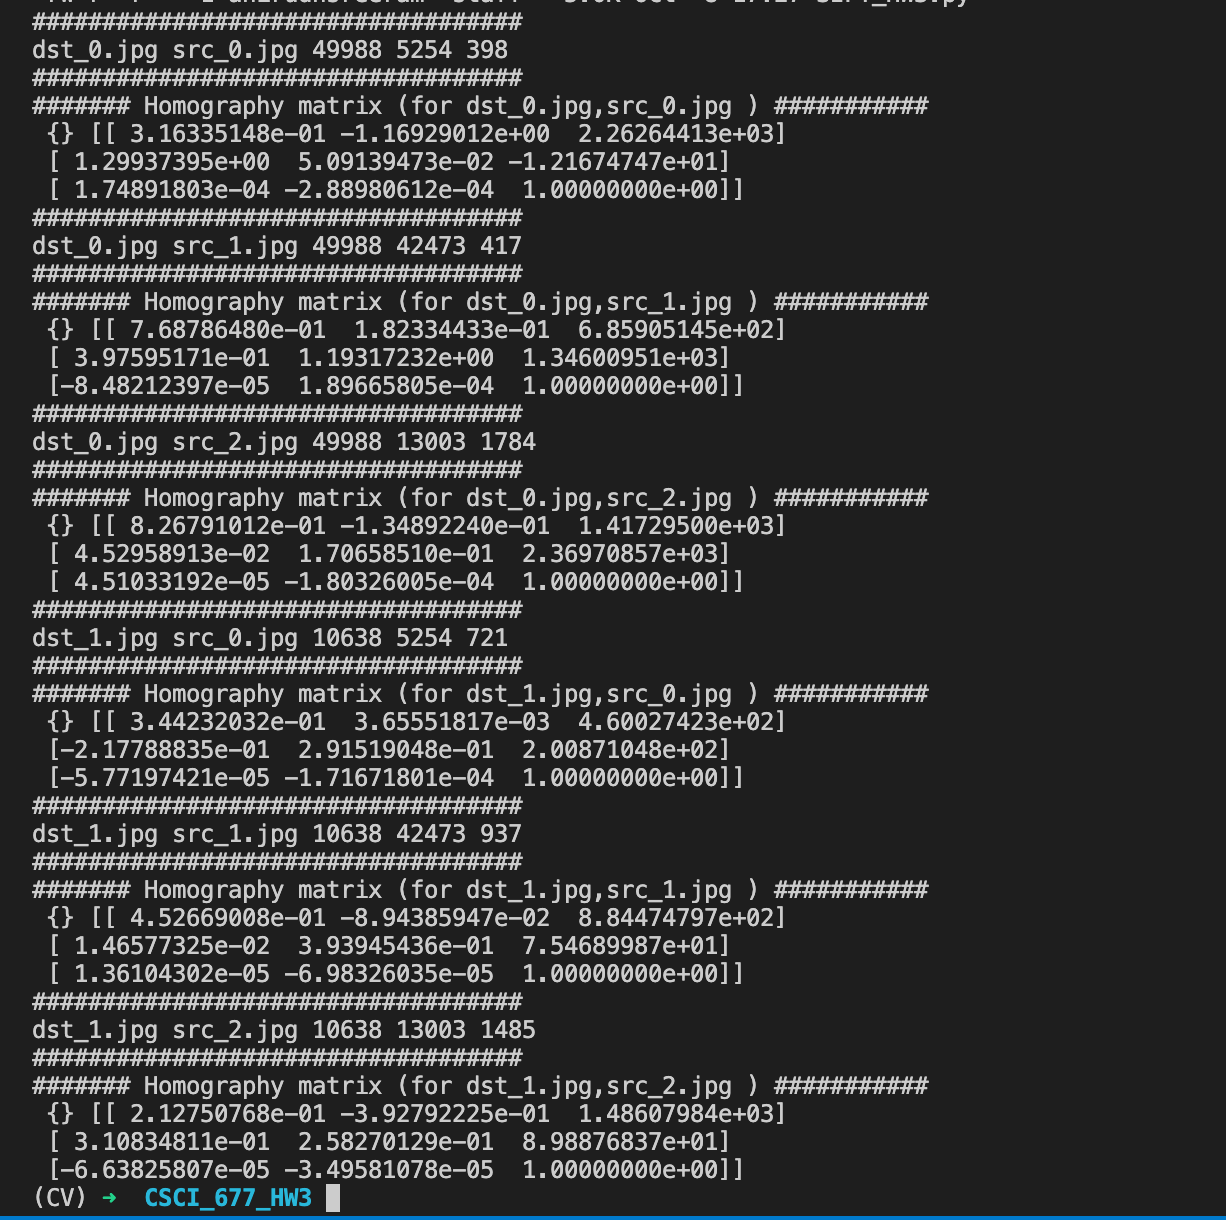 ###################################
dst_0.jpg src_0.jpg 49988 5254 398
###################################
####### Homography matrix (for dst_0.jpg,src_0.jpg ) ###########
{} [[ 3.16335148e-01 -1.16929012e+00 2.26264413e+03]
[ 1.29937395e+00 5.09139473e-02 -1.21674747e+01]
[ 1.74891803e-04 -2.88980612e-04 1.00000000e+00]]
###################################
dst_0.jpg src_1.jpg 49988 42473 417
###################################
####### Homography matrix (for dst_0.jpg,src_1.jpg ) ###########
{} [[ 7.68786480e-01 1.82334433e-01 6.85905145e+02]
[ 3.97595171e-01 1.19317232e+00 1.34600951e+03]
[-8.48212397e-05 1.89665805e-04 1.00000000e+00]]
###################################
dst_0.jpg src_2.jpg 49988 13003 1784
###################################
####### Homography matrix (for dst_0.jpg,src_2.jpg ) ###########
{} [[ 8.26791012e-01 -1.34892240e-01 1.41729500e+03]
[ 4.52958913e-02 1.70658510e-01 2.36970857e+03]
[ 4.51033192e-05 -1.80326005e-04 1.00000000e+00]]
###################################
dst_1.jpg src_0.jpg 10638 5254 721
###################################
####### Homography matrix (for dst_1.jpg,src_0.jpg ) ###########
{} [[ 3.44232032e-01 3.65551817e-03 4.60027423e+02]
[-2.17788835e-01 2.91519048e-01 2.00871048e+02]
[-5.77197421e-05 -1.71671801e-04 1.00000000e+00]]
###################################
dst_1.jpg src_1.jpg 10638 42473 937
###################################
####### Homography matrix (for dst_1.jpg,src_1.jpg ) ###########
{} [[ 4.52669008e-01 -8.94385947e-02 8.84474797e+02]
[ 1.46577325e-02 3.93945436e-01 7.54689987e+01]
[ 1.36104302e-05 -6.98326035e-05 1.00000000e+00]]
###################################
dst_1.jpg src_2.jpg 10638 13003 1485
###################################
####### Homography matrix (for dst_1.jpg,src_2.jpg ) ###########
{} [[ 2.12750768e-01 -3.92792225e-01 1.48607984e+03]
[ 3.10834811e-01 2.58270129e-01 8.98876837e+01]
[-6.63825807e-05 -3.49581078e-05 1.00000000e+00]]
(CV) ➜ CSCI_677_HW3